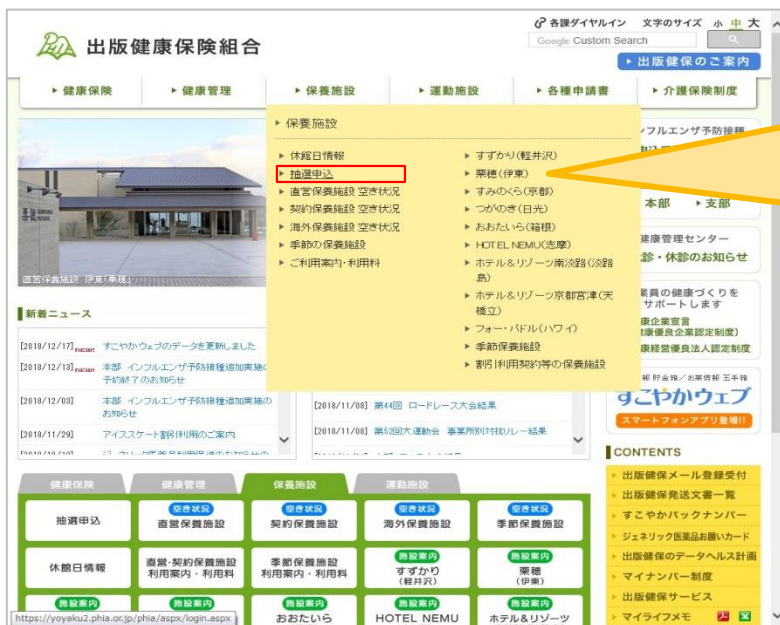 出版健康保険組合
各課ダイヤルイン 文字のサイズ 小 中 大
Google Custom Search
出版健保のご案内
健康保険
健康管理
保養施設
運動施設
各種申請書
介護保険制度
保養施設
休館日情報
抽選申込
直営保養施設 空き状況
契約保養施設 空き状況
海外保養施設 空き状況
季節の保養施設
ご利用案内・利用料
すずかり(軽井沢)
栗穂(伊東)
すみのくら(京都)
つがのき(日光)
おおたいら(箱根)
HOTEL NEMU(志摩)
ホテル&リゾーツ南淡路(淡路
島)
ホテル&リゾーツ京都宮津(天
橋立)
フォー・パドル(ハワイ)
季節保養施設
割引利用契約等の保養施設
直営保養施設 伊東「栗穂」
ンフルエンザ予防接種
本部 支部
健康管理センター
診・休診のお知らせ
業員の健康づくりを
サポートします
康企業宣言
康優良企業認定制度)
康経営優良法人認定制度
すこやかウェブ
スマートフォンアプリ登場!!
新着ニュース
[2018/12/17] すこやかウェブのデータを更新しました
[2018/12/13] 本部 インフルエンザ予防接種追加実施の
予約終了のお知らせ
[2018/12/03] 本部 インフルエンザ予防接種追加実施の
お知らせ
[2018/11/29] アイススケート割引利用のご案内
[2018/11/08] 第44回 ロードレース大会結果
[2018/11/08] 第52回大運動会 事業所別対抗リレー結果
CONTENTS
出版健保メール登録受付
出版健保発送文書一覧
すこやかバックナンバー
ジェネリック医薬品お願いカード
出版健保のデータヘルス計画
マイナンバー制度
出版健保サービス
マイライフメモ
健康保険
健康管理
保養施設
運動施設
抽選申込
空き状況
直営保養施設
空き状況
契約保養施設
空き状況
海外保養施設
空き状況
季節保養施設
休館日情報
直営・契約保養施設
利用案内・利用料
季節保養施設
利用案内・利用料
施設案内
すずかり
(軽井沢)
施設案内
栗穂
(伊東)
施設案内
施設案内
施設案内
おおたいら
施設案内
HOTEL NEMU
施設案内
ホテル&リゾーツ
https://yoyaku2.phia.or.jp/phia/aspx/login.aspx